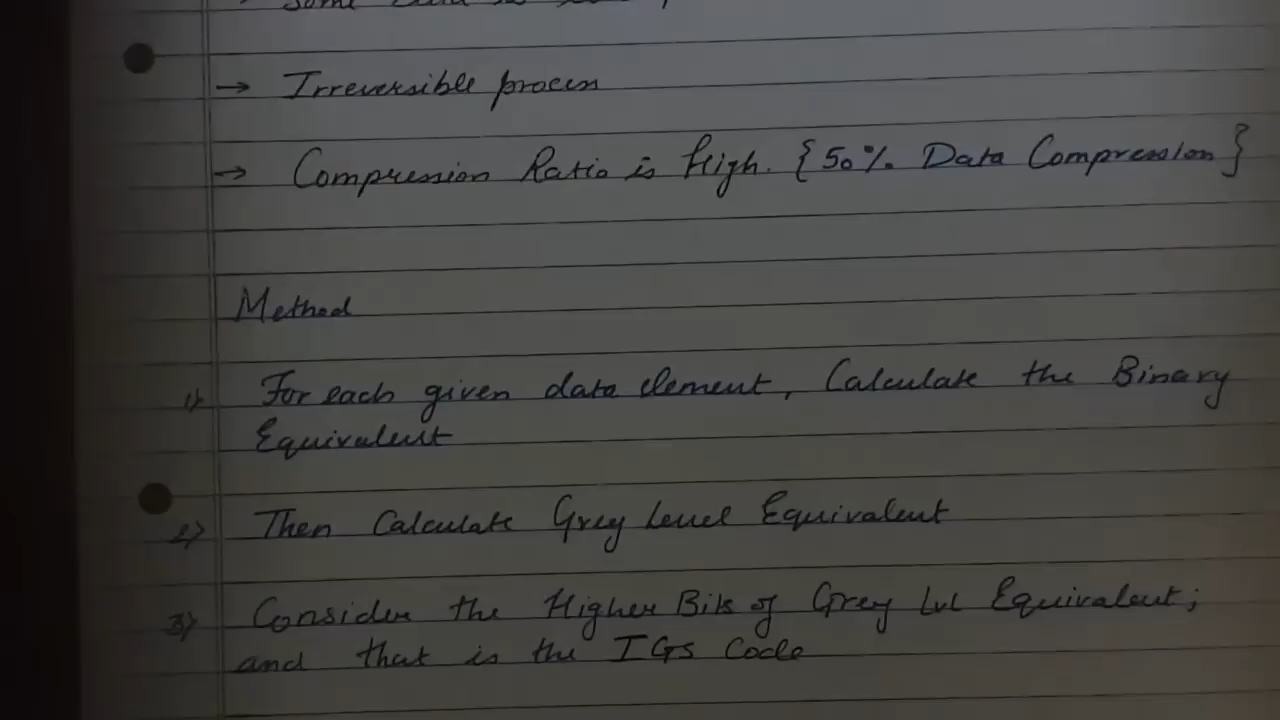 → Irreversible process
→ Compression Ratio is High. {50% Data Compression}
Method
1) For each given data element, Calculate the Binary
Equivalent
2) Then Calculate Grey Level Equivalent
3) Consider the Higher Bits of Grey Lvl Equivalent;
and that is the IGS Code